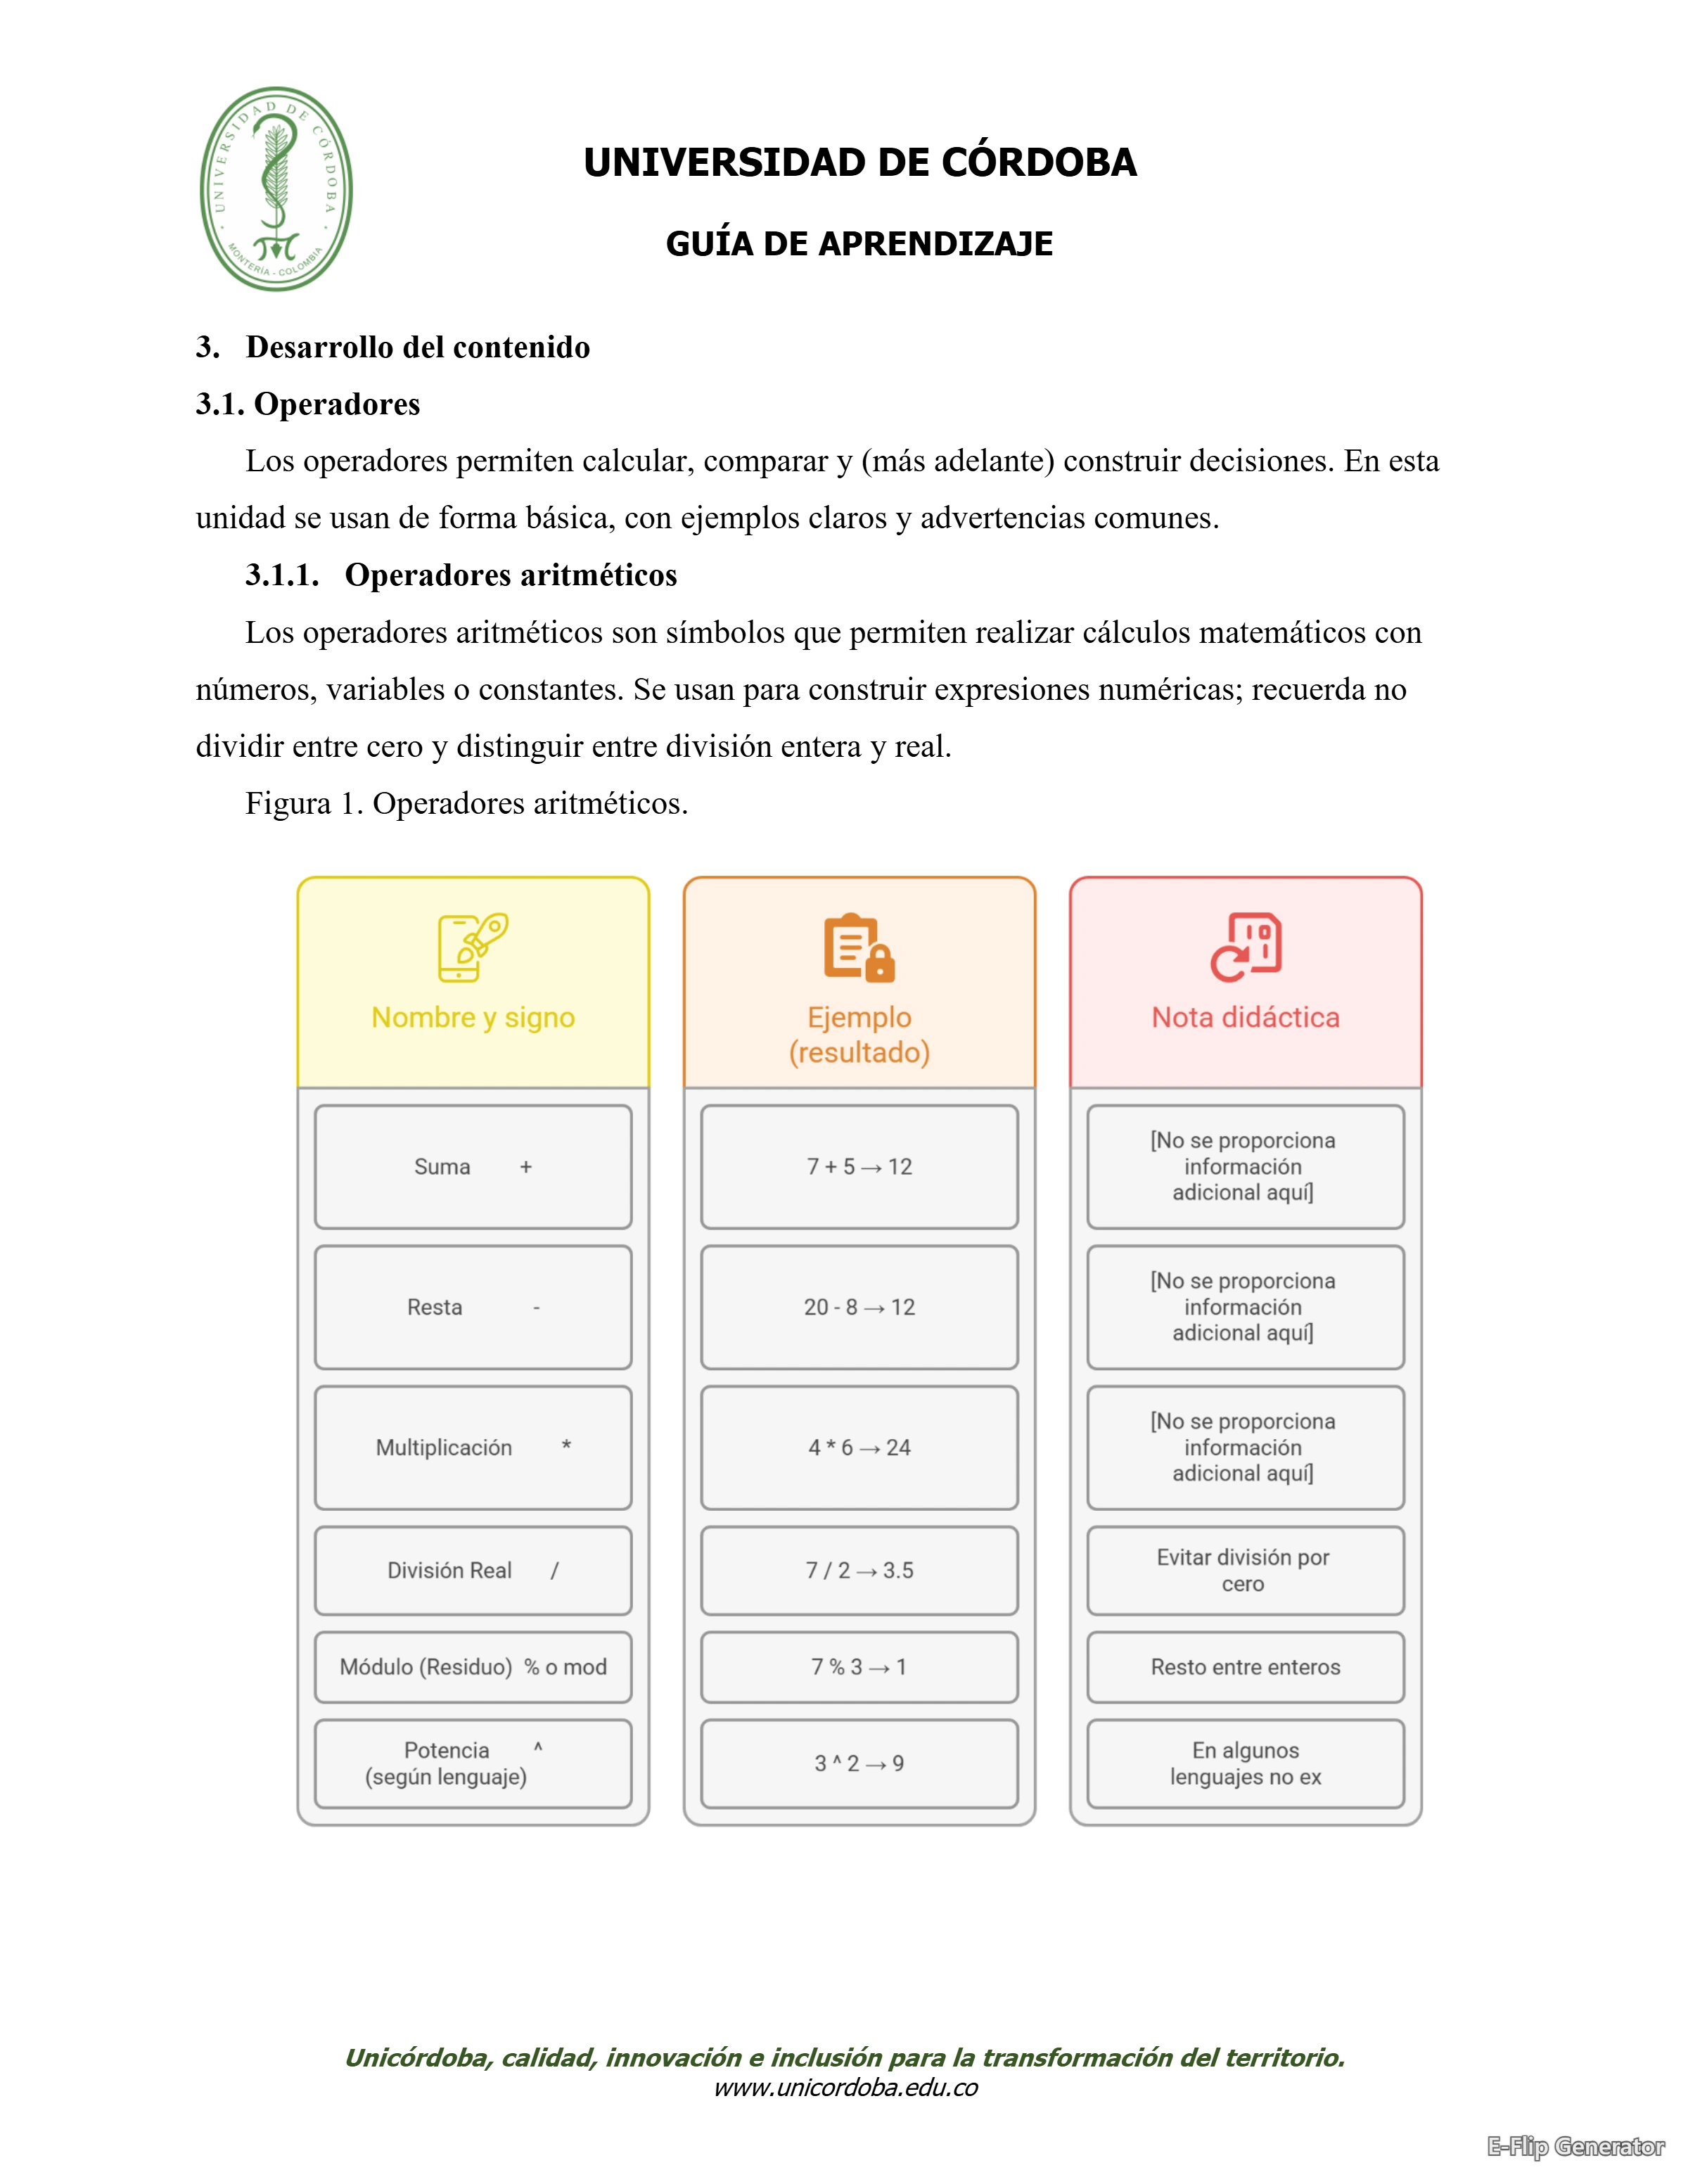 UNIVERSIDAD DE CÓRDOBA
MONTERÍA - COLOMBIA
UNIVERSIDAD DE CÓRDOBA
GUÍA DE APRENDIZAJE
3. Desarrollo del contenido
3.1. Operadores
Los operadores permiten calcular, comparar y (más adelante) construir decisiones. En esta
unidad se usan de forma básica, con ejemplos claros y advertencias comunes.
3.1.1. Operadores aritméticos
Los operadores aritméticos son símbolos que permiten realizar cálculos matemáticos con
números, variables o constantes. Se usan para construir expresiones numéricas; recuerda no
dividir entre cero y distinguir entre división entera y real.
Figura 1. Operadores aritméticos.
Nombre y signo
Ejemplo
(resultado)
Nota didáctica
Suma +
7 + 5 → 12
[No se proporciona
información
adicional aquí]
Resta -
20 - 8 → 12
[No se proporciona
información
adicional aquí]
Multiplicación *
4 * 6 → 24
[No se proporciona
información
adicional aquí]
División Real /
7 / 2 → 3.5
Evitar división por
cero
Módulo (Residuo) % o mod
7 % 3 → 1
Resto entre enteros
Potencia ^
(según lenguaje)
3 ^ 2 → 9
En algunos
lenguajes no ex
Unicórdoba, calidad, innovación e inclusión para la transformación del territorio.
www.unicordoba.edu.co
E-Flip Generator